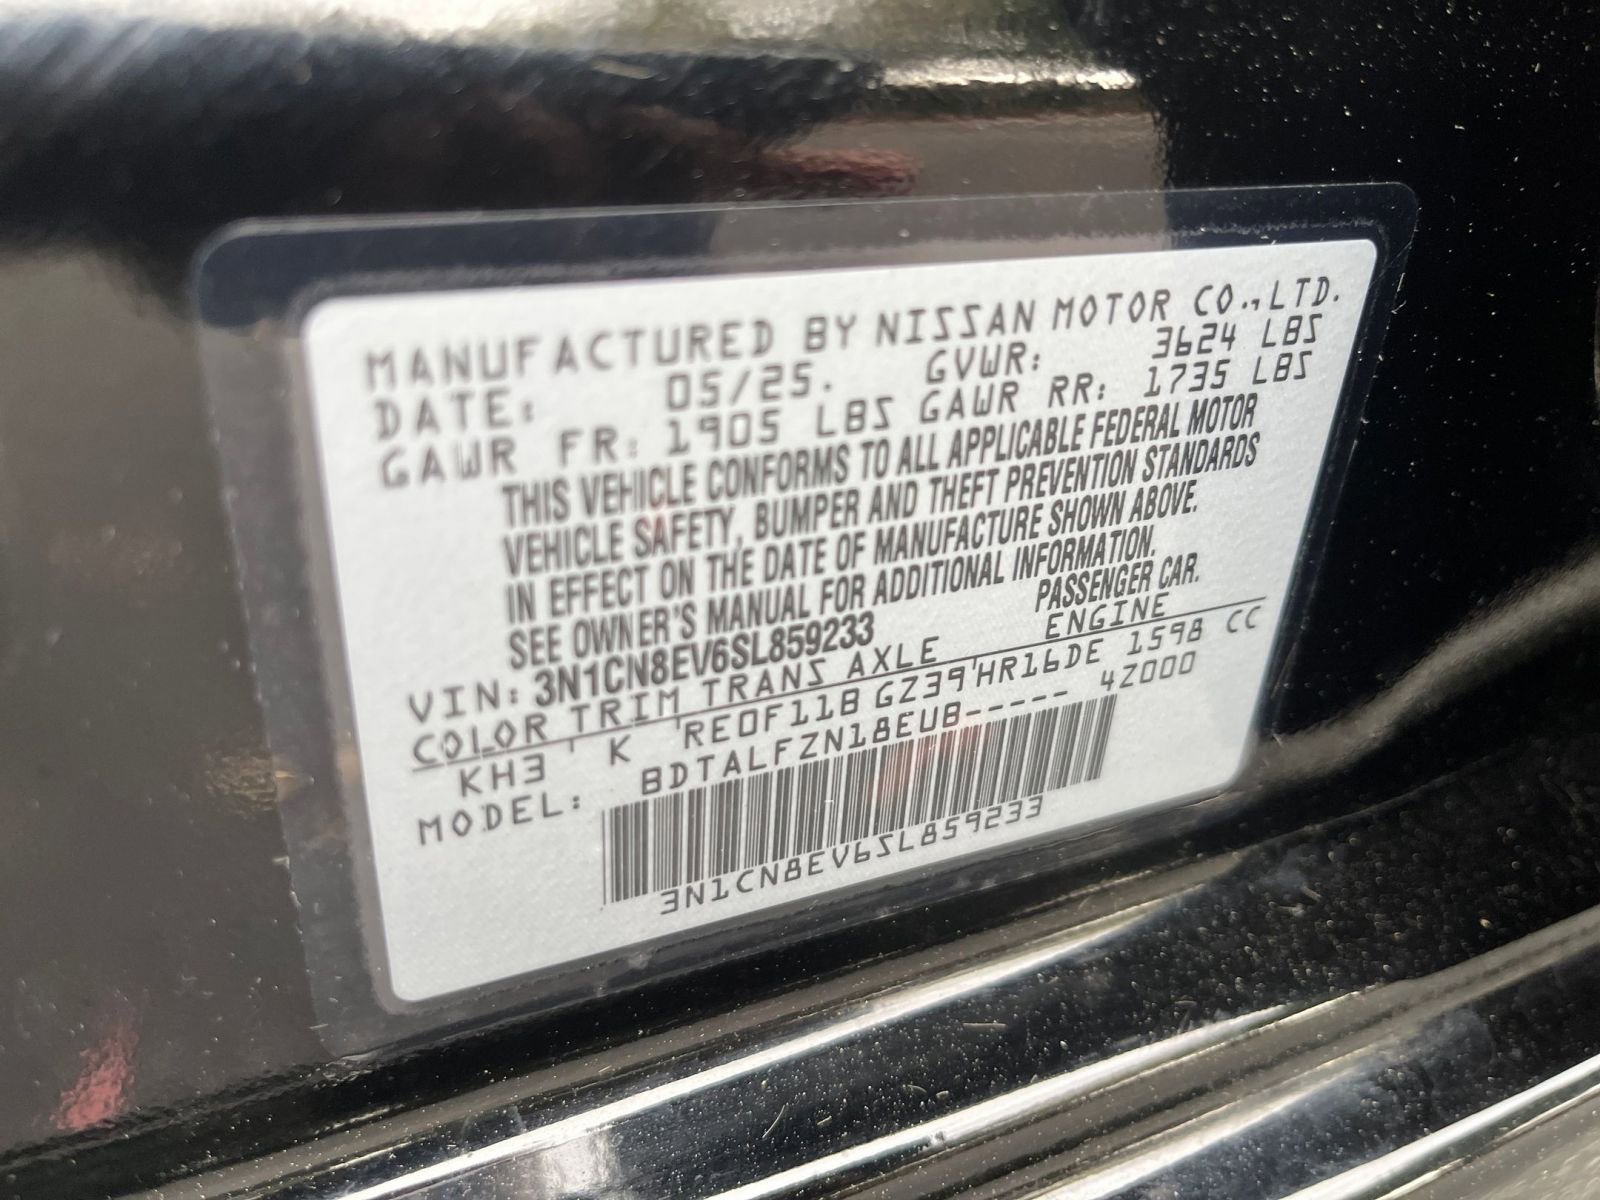 MANUFACTURED BY NISSAN MOTOR CO.,LTD.
DATE: 05/25. GVWR: 3624 LBS
GAWR FR: 1905 LBS GAWR RR: 1735 LBS
THIS VEHICLE CONFORMS TO ALL APPLICABLE FEDERAL MOTOR
VEHICLE SAFETY, BUMPER AND THEFT PREVENTION STANDARDS
IN EFFECT ON THE DATE OF MANUFACTURE SHOWN ABOVE.
SEE OWNER'S MANUAL FOR ADDITIONAL INFORMATION.
VIN: 3N1CN8EV6SL859233 PASSENGER CAR.
COLOR TRIM TRANS AXLE ENGINE
KH3 K RE0F11B GZ39 HR16DE 1598 CC
MODEL: BDTALFZN18EUB----- 4Z000
3N1CN8EV6SL859233